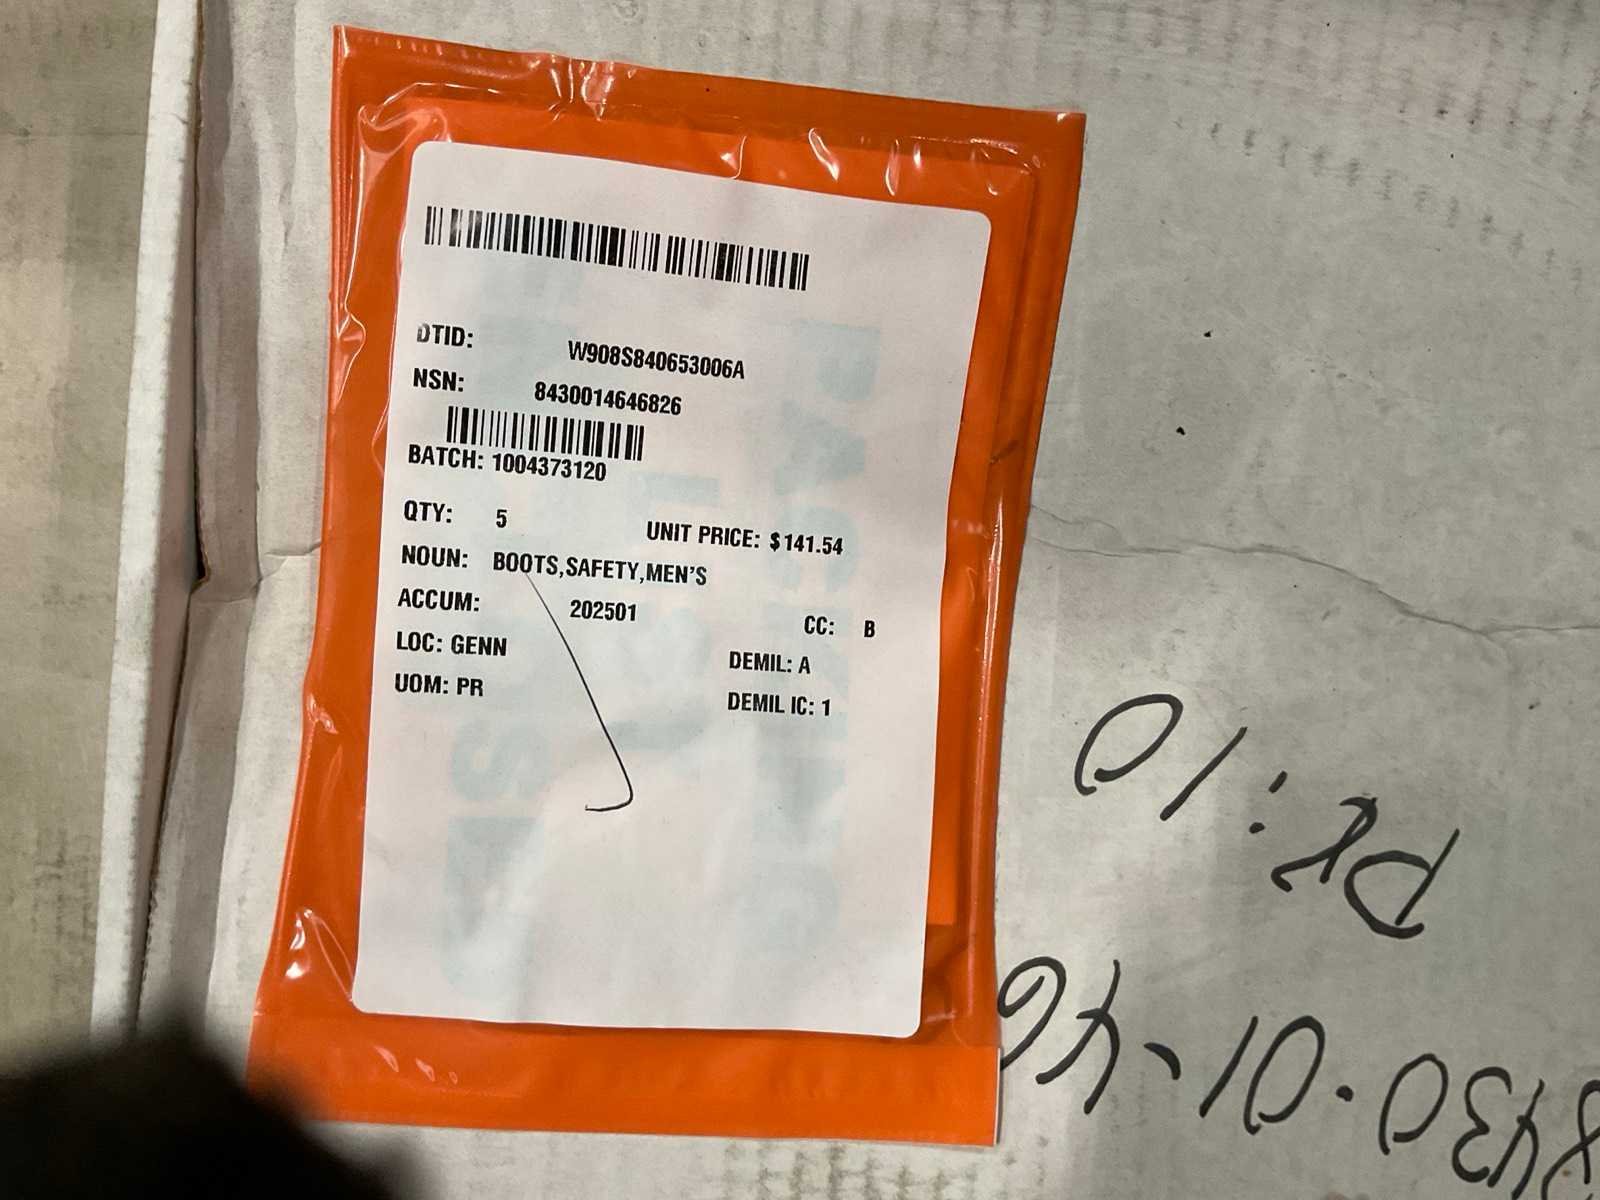 DTID: W908S840653006A
NSN: 8430014646826
BATCH: 1004373120
QTY: 5 UNIT PRICE: $141.54
NOUN: BOOTS,SAFETY,MEN'S
ACCUM: 202501 CC: B
LOC: GENN DEMIL: A
UOM: PR DEMIL IC: 1
8430-01-46
PR:10